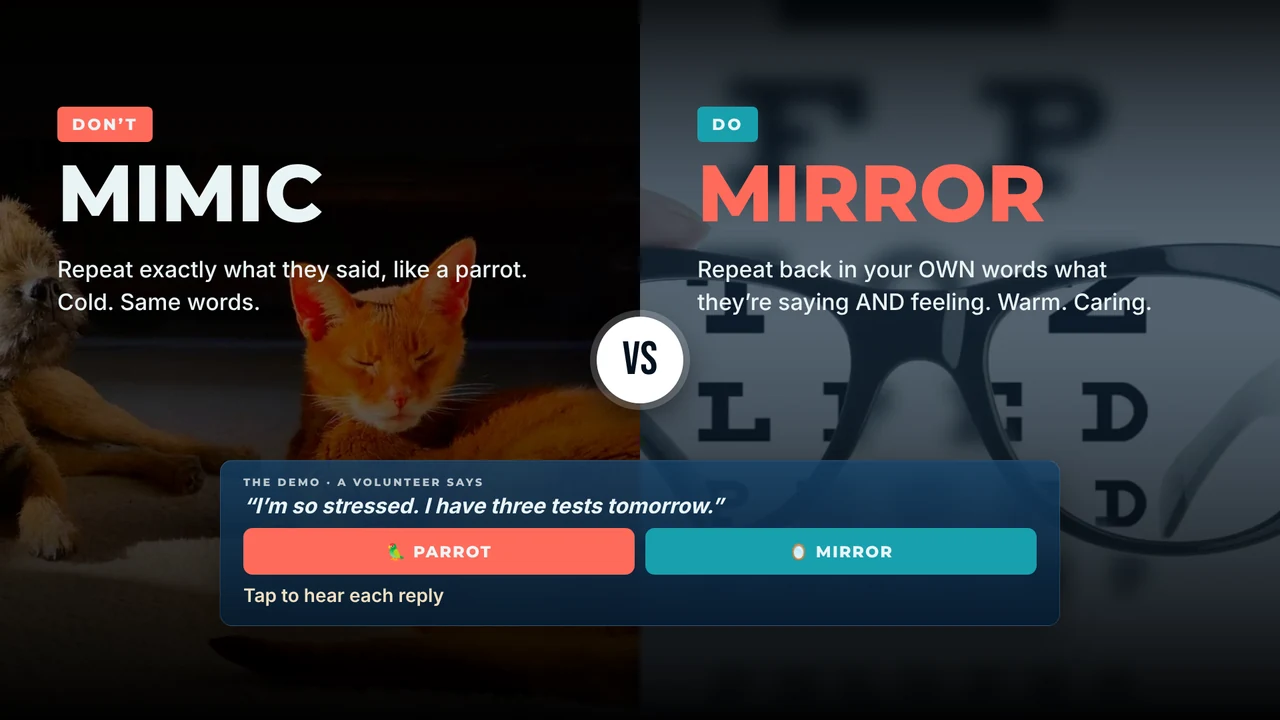 DON’T
MIMIC
Repeat exactly what they said, like a parrot.
Cold. Same words.
DO
MIRROR
Repeat back in your OWN words what
they’re saying AND feeling. Warm. Caring.
VS
THE DEMO · A VOLUNTEER SAYS
“I’m so stressed. I have three tests tomorrow.”
🦜 PARROT
🪞 MIRROR
Tap to hear each reply
F P
L P E D
D